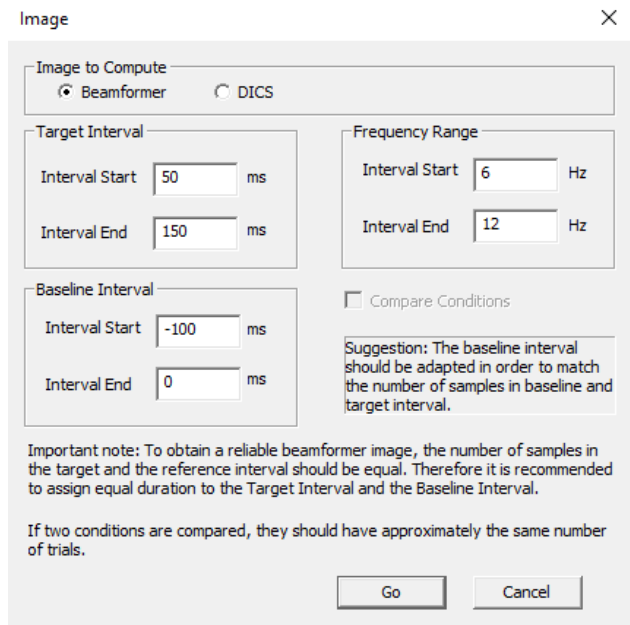 Image
Image to Compute
Beamformer DICS
Target Interval
Interval Start 50 ms
Interval End 150 ms
Frequency Range
Interval Start 6 Hz
Interval End 12 Hz
Baseline Interval
Interval Start -100 ms
Interval End 0 ms
Compare Conditions
Suggestion: The baseline interval
should be adapted in order to match
the number of samples in baseline and
target interval.
Important note: To obtain a reliable beamformer image, the number of samples in
the target and the reference interval should be equal. Therefore it is recommended
to assign equal duration to the Target Interval and the Baseline Interval.
If two conditions are compared, they should have approximately the same number
of trials.
Go Cancel